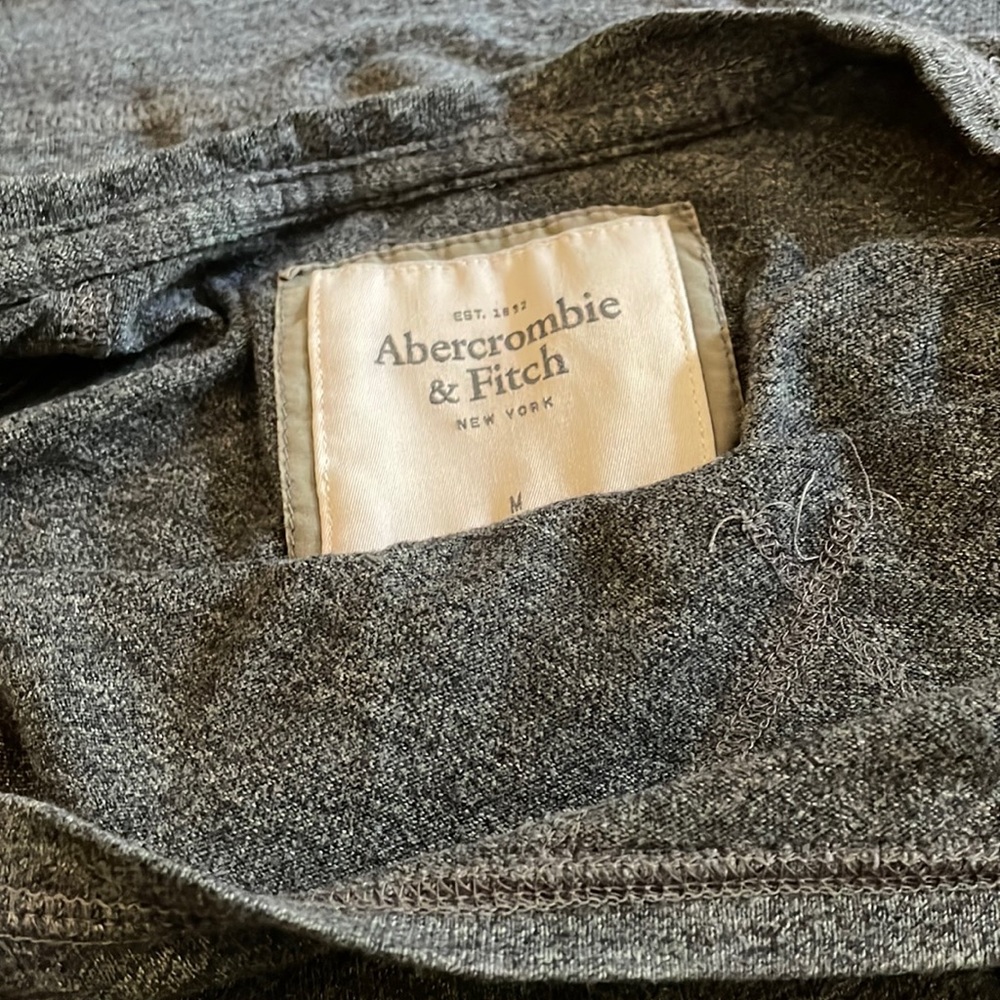 EST. 1892
Abercrombie
& Fitch
NEW YORK
M